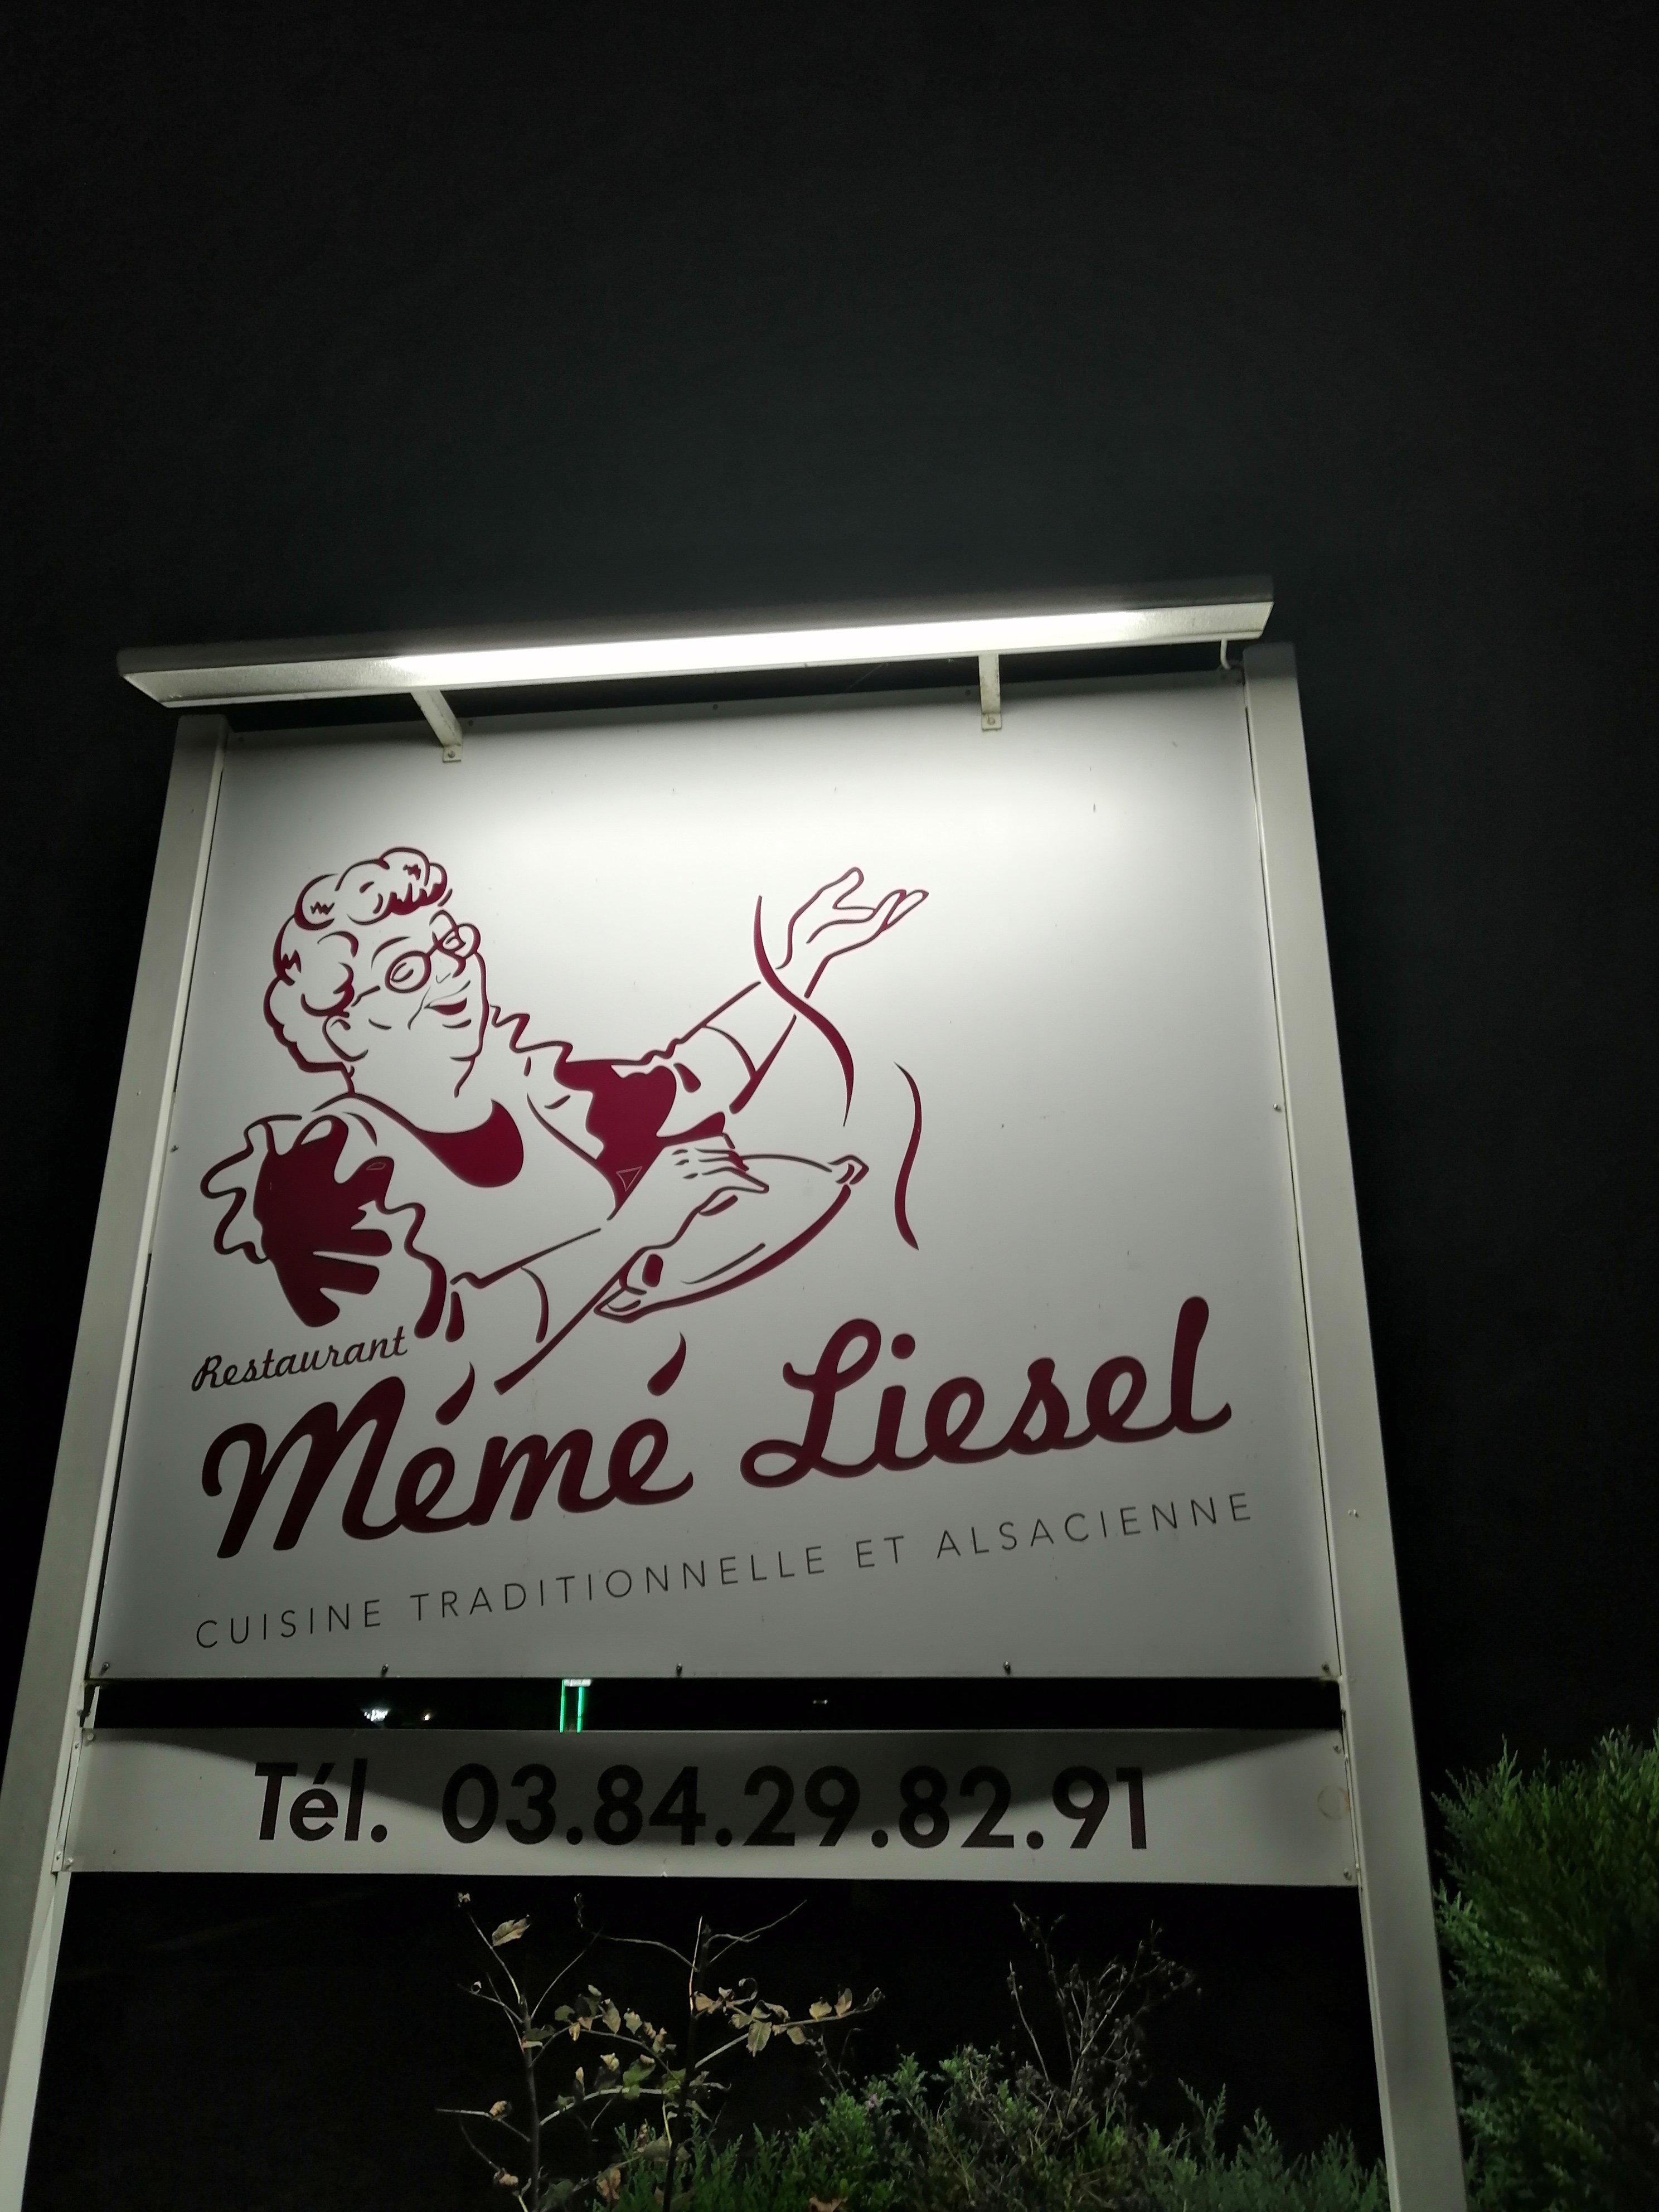 Restaurant
Mémé Liesel
CUISINE TRADITIONNELLE ET ALSACIENNE
Tél. 03.84.29.82.91